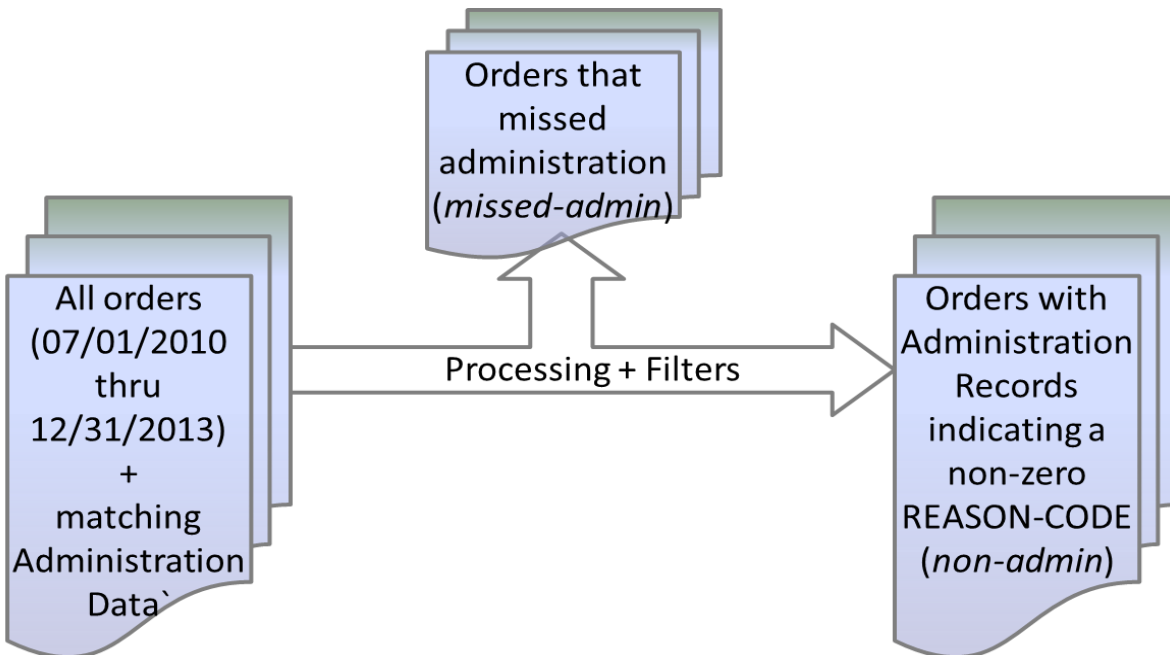 Orders that
missed
administration
(missed-admin)
All orders
(07/01/2010
thru
12/31/2013)
+
matching
Administration
Data`
Processing + Filters
Orders with
Administration
Records
indicating a
non-zero
REASON-CODE
(non-admin)